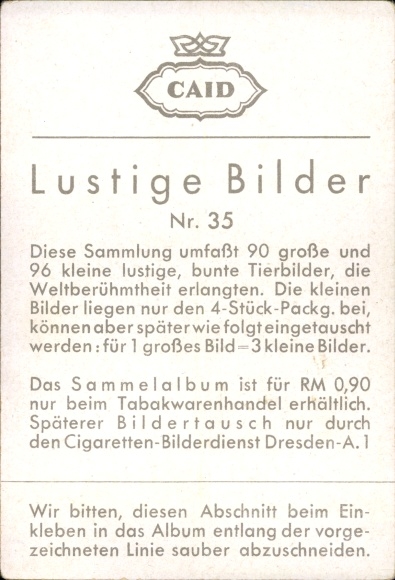 CAID
Lustige Bilder
Nr. 35
Diese Sammlung umfaßt 90 große und
96 kleine lustige, bunte Tierbilder, die
Weltberühmtheit erlangten. Die kleinen
Bilder liegen nur den 4-Stück-Packg. bei,
können aber später wie folgt eingetauscht
werden: für 1 großes Bild = 3 kleine Bilder.
Das Sammelalbum ist für RM 0,90
nur beim Tabakwarenhandel erhältlich.
Späterer Bildertausch nur durch
den Cigaretten-Bilderdienst Dresden-A. 1
Wir bitten, diesen Abschnitt beim Ein-
kleben in das Album entlang der vorge-
zeichneten Linie sauber abzuschneiden.